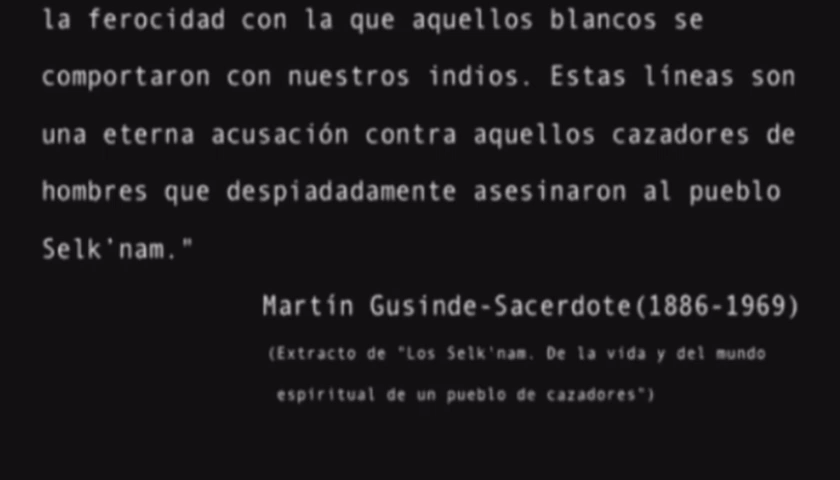 la ferocidad con la que aquellos blancos se
comportaron con nuestros indios. Estas líneas son
una eterna acusación contra aquellos cazadores de
hombres que despiadadamente asesinaron al pueblo
Selk'nam."
Martín Gusinde-Sacerdote(1886-1969)
(Extracto de "Los Selk'nam. De la vida y del mundo
espiritual de un pueblo de cazadores")